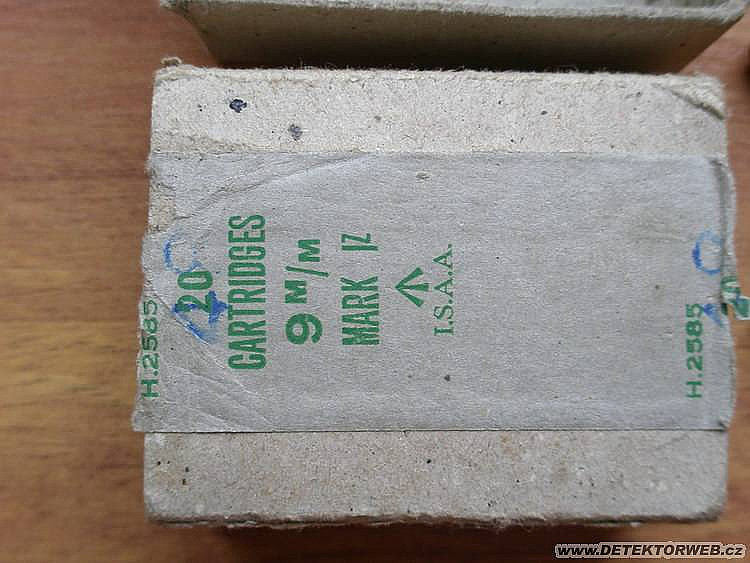 H.2585
20
CARTRIDGES
9 M/M
MARK IZ
I.S.A.A.
H.2585
20
www.DETEKTORWEB.cz